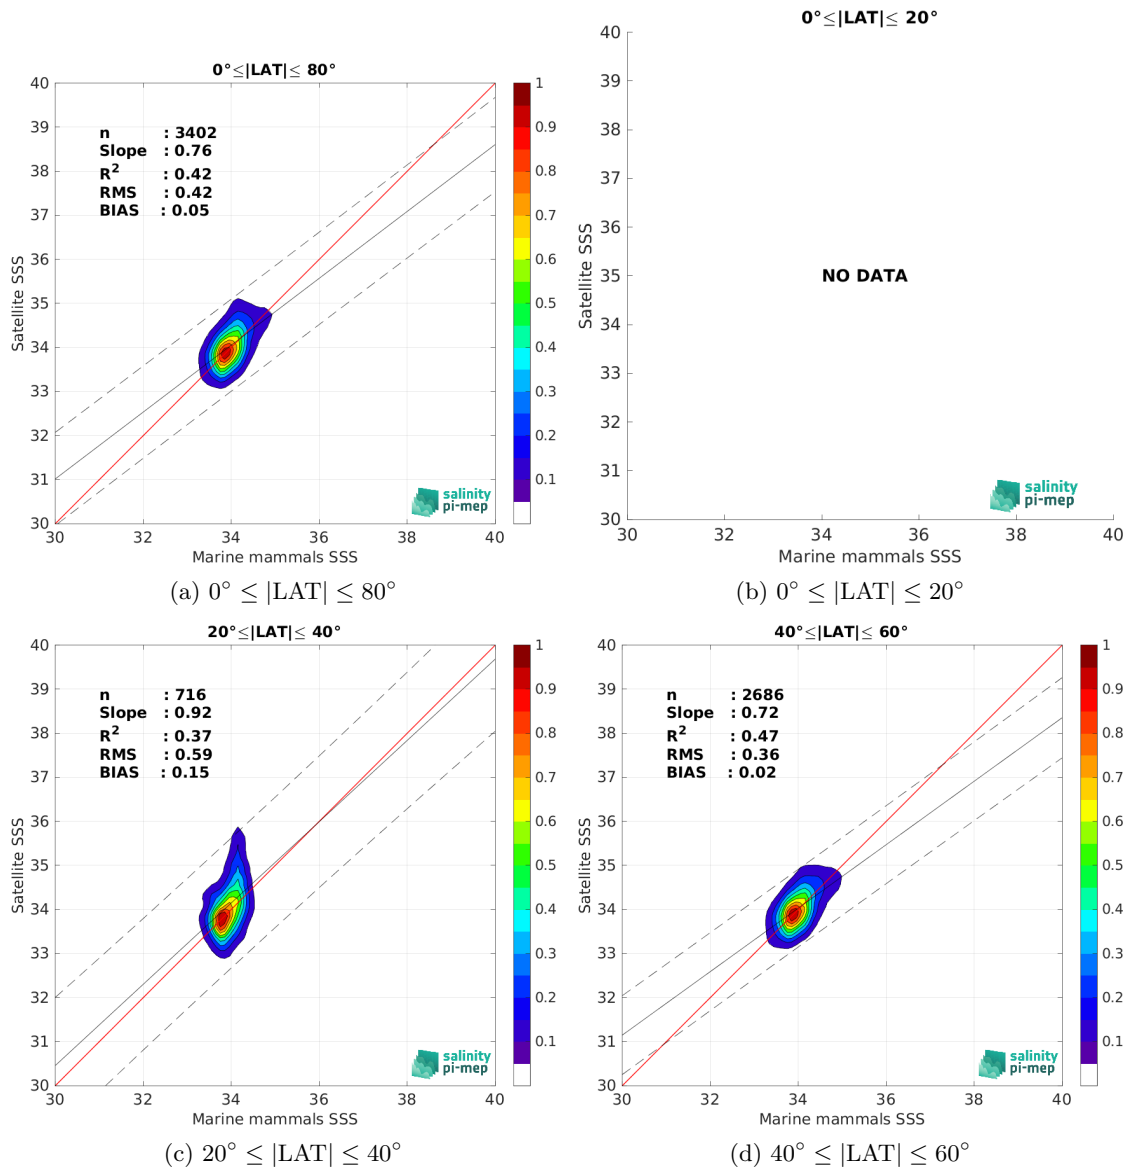 0°≤|LAT|≤ 80°
n : 3402
Slope : 0.76
R² : 0.42
RMS : 0.42
BIAS : 0.05
Satellite SSS
40
39
38
37
36
35
34
33
32
31
30
30 32 34 36 38 40
Marine mammals SSS
1
0.9
0.8
0.7
0.6
0.5
0.4
0.3
0.2
0.1
salinity
pi-mep
(a) 0° ≤ |LAT| ≤ 80°
0°≤|LAT|≤ 20°
Satellite SSS
40
39
38
37
36
35
34
33
32
31
30
NO DATA
salinity
pi-mep
30 32 34 36 38 40
Marine mammals SSS
(b) 0° ≤ |LAT| ≤ 20°
20°≤|LAT|≤ 40°
n : 716
Slope : 0.92
R² : 0.37
RMS : 0.59
BIAS : 0.15
Satellite SSS
40
39
38
37
36
35
34
33
32
31
30
30 32 34 36 38 40
Marine mammals SSS
1
0.9
0.8
0.7
0.6
0.5
0.4
0.3
0.2
0.1
salinity
pi-mep
(c) 20° ≤ |LAT| ≤ 40°
40°≤|LAT|≤ 60°
n : 2686
Slope : 0.72
R² : 0.47
RMS : 0.36
BIAS : 0.02
Satellite SSS
40
39
38
37
36
35
34
33
32
31
30
30 32 34 36 38 40
Marine mammals SSS
1
0.9
0.8
0.7
0.6
0.5
0.4
0.3
0.2
0.1
salinity
pi-mep
(d) 40° ≤ |LAT| ≤ 60°